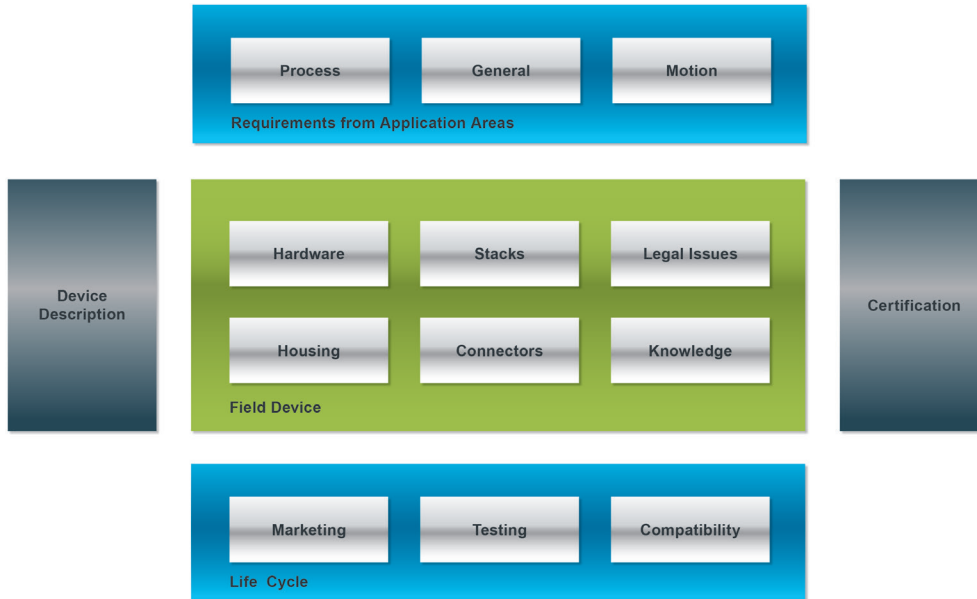 Process
General
Motion
Requirements from Application Areas
Device
Description
Hardware
Stacks
Legal Issues
Housing
Connectors
Knowledge
Field Device
Certification
Marketing
Testing
Compatibility
Life  Cycle